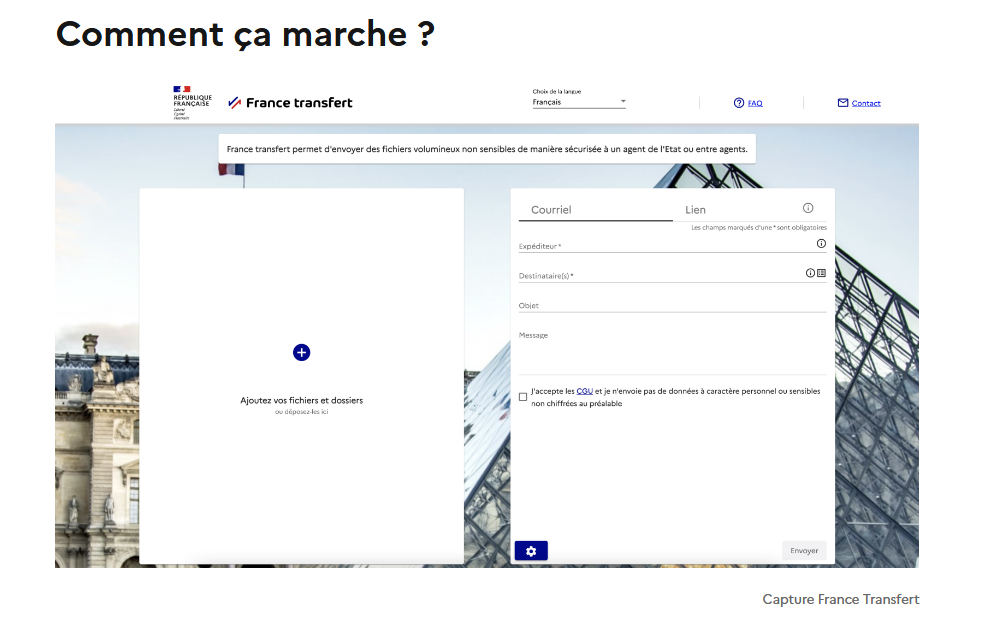 Comment ça marche ?
RÉPUBLIQUE
FRANÇAISE
Liberté
Égalité
Fraternité
France transfert
Choix de la langue
Français
FAQ
Contact
France transfert permet d'envoyer des fichiers volumineux non sensibles de manière sécurisée à un agent de l'Etat ou entre agents.
Ajoutez vos fichiers et dossiers
ou déposez-les ici
Courriel
Lien
Les champs marqués d'une * sont obligatoires
Expéditeur *
Destinataire(s) *
Objet
Message
J'accepte les CGU et je n'envoie pas de données à caractère personnel ou sensibles
non chiffrées au préalable
Envoyer
Capture France Transfert